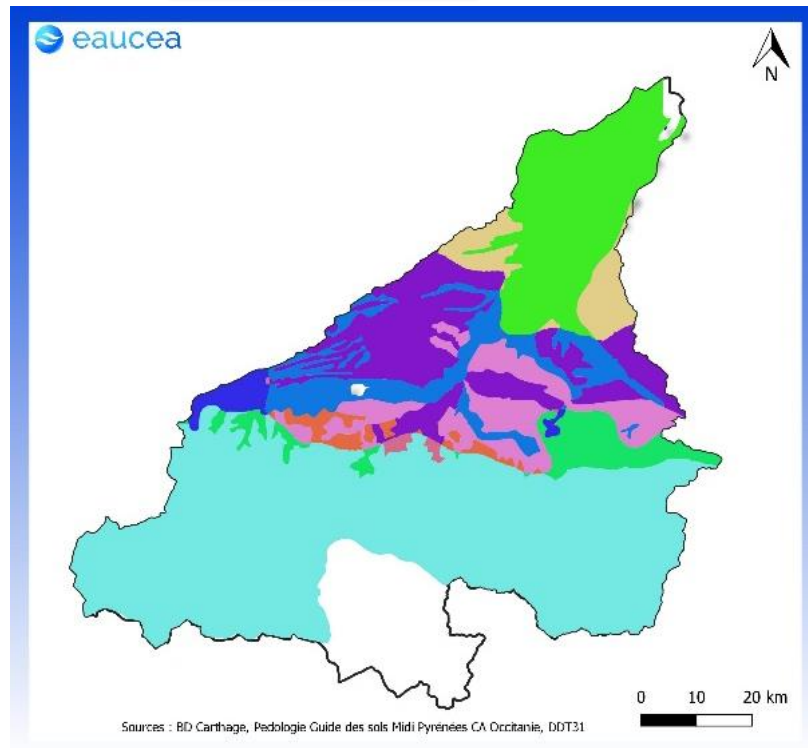 eaucea
N
0 10 20 km
Sources : BD Carthage, Pedologie Guide des sols Midi Pyrénées CA Occitanie, DDT31